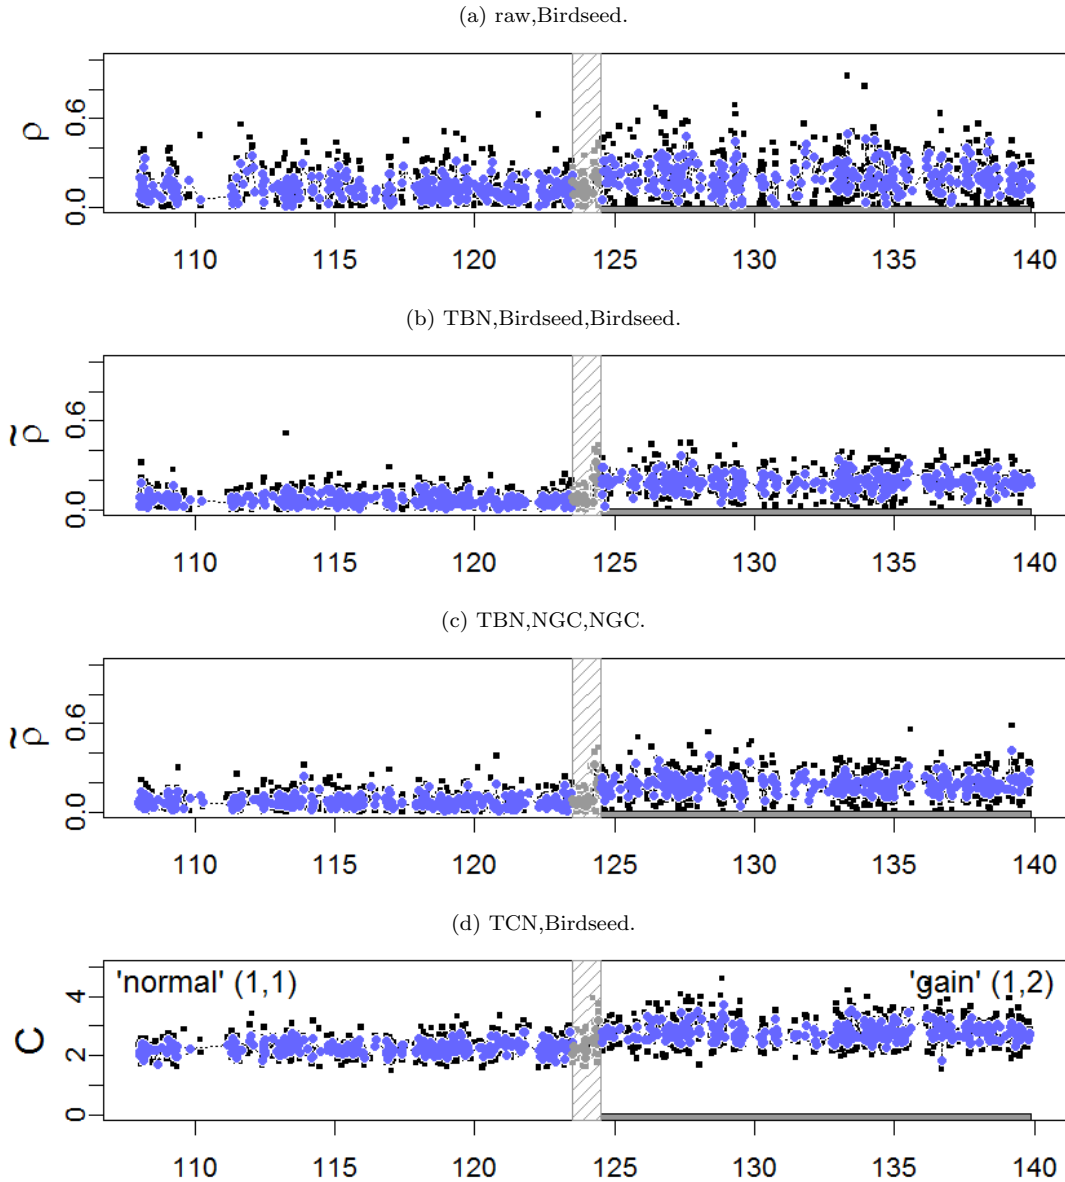 (a) raw,Birdseed.
ρ
0.0 0.6
110 115 120 125 130 135 140
(b) TBN,Birdseed,Birdseed.
ρ̃
0.0 0.6
110 115 120 125 130 135 140
(c) TBN,NGC,NGC.
ρ̃
0.0 0.6
110 115 120 125 130 135 140
(d) TCN,Birdseed.
'normal' (1,1) 'gain' (1,2)
C
0 2 4
110 115 120 125 130 135 140